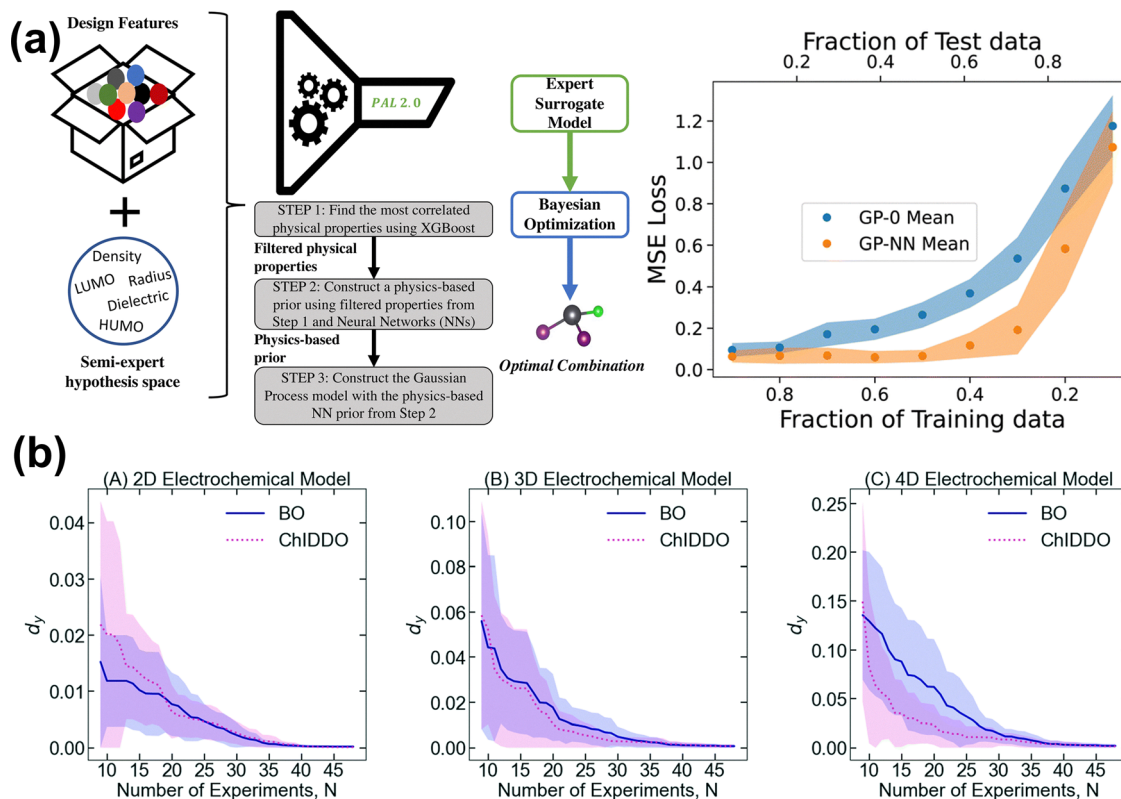 (a)
Design Features
Density
LUMO
Radius
Dielectric
HUMO
Semi-expert
hypothesis space
PAL 2.0
STEP 1: Find the most correlated
physical properties using XGBoost
Filtered physical
properties
STEP 2: Construct a physics-based
prior using filtered properties from
Step 1 and Neural Networks (NNs)
Physics-based
prior
STEP 3: Construct the Gaussian
Process model with the physics-based
NN prior from Step 2
Expert
Surrogate
Model
Bayesian
Optimization
Optimal Combination
Fraction of Test data
0.2 0.4 0.6 0.8
MSE Loss
1.2
1.0
0.8
0.6
0.4
0.2
0.0
GP-0 Mean
GP-NN Mean
0.8 0.6 0.4 0.2
Fraction of Training data
(b)
(A) 2D Electrochemical Model
BO
ChIDDO
dy
0.04
0.03
0.02
0.01
0.00
10 15 20 25 30 35 40 45
Number of Experiments, N
(B) 3D Electrochemical Model
BO
ChIDDO
dy
0.10
0.08
0.06
0.04
0.02
0.00
10 15 20 25 30 35 40 45
Number of Experiments, N
(C) 4D Electrochemical Model
BO
ChIDDO
dy
0.25
0.20
0.15
0.10
0.05
0.00
10 15 20 25 30 35 40 45
Number of Experiments, N